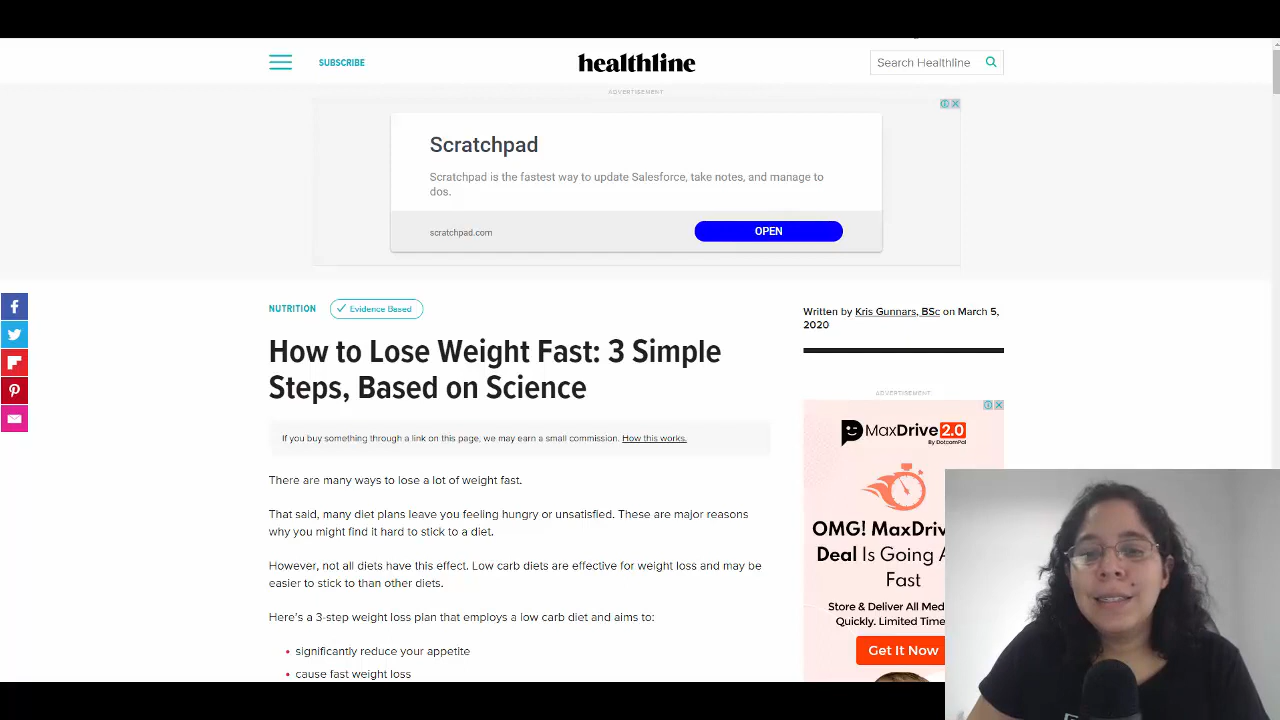 SUBSCRIBE
healthline
Search Healthline
ADVERTISEMENT
Scratchpad
Scratchpad is the fastest way to update Salesforce, take notes, and manage to
dos.
scratchpad.com
OPEN
NUTRITION
Evidence Based
How to Lose Weight Fast: 3 Simple
Steps, Based on Science
If you buy something through a link on this page, we may earn a small commission. How this works.
There are many ways to lose a lot of weight fast.
That said, many diet plans leave you feeling hungry or unsatisfied. These are major reasons
why you might find it hard to stick to a diet.
However, not all diets have this effect. Low carb diets are effective for weight loss and may be
easier to stick to than other diets.
Here's a 3-step weight loss plan that employs a low carb diet and aims to:
• significantly reduce your appetite
• cause fast weight loss
Written by Kris Gunnars, BSc on March 5,
2020
ADVERTISEMENT
MaxDrive 2.0
By DotcomPal
OMG! MaxDriv
Deal Is Going
Fast
Store & Deliver All Med
Quickly. Limited Time
Get It Now